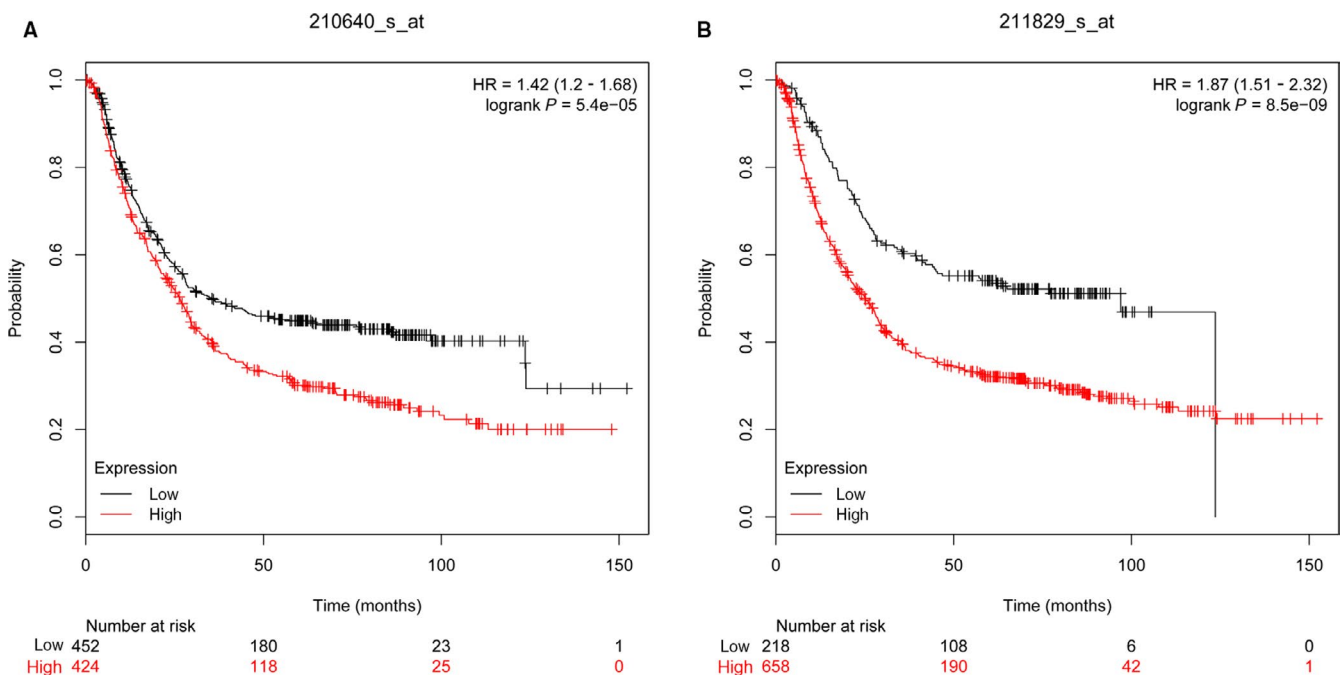 A
210640_s_at
HR = 1.42 (1.2 - 1.68)
logrank P = 5.4e-05
Probability
1.0
0.8
0.6
0.4
0.2
0.0
Expression
Low
High
0 50 100 150
Time (months)
Number at risk
Low 452 180 23 1
High 424 118 25 0
B
211829_s_at
HR = 1.87 (1.51 - 2.32)
logrank P = 8.5e-09
Probability
1.0
0.8
0.6
0.4
0.2
0.0
Expression
Low
High
0 50 100 150
Time (months)
Number at risk
Low 218 108 6 0
High 658 190 42 1